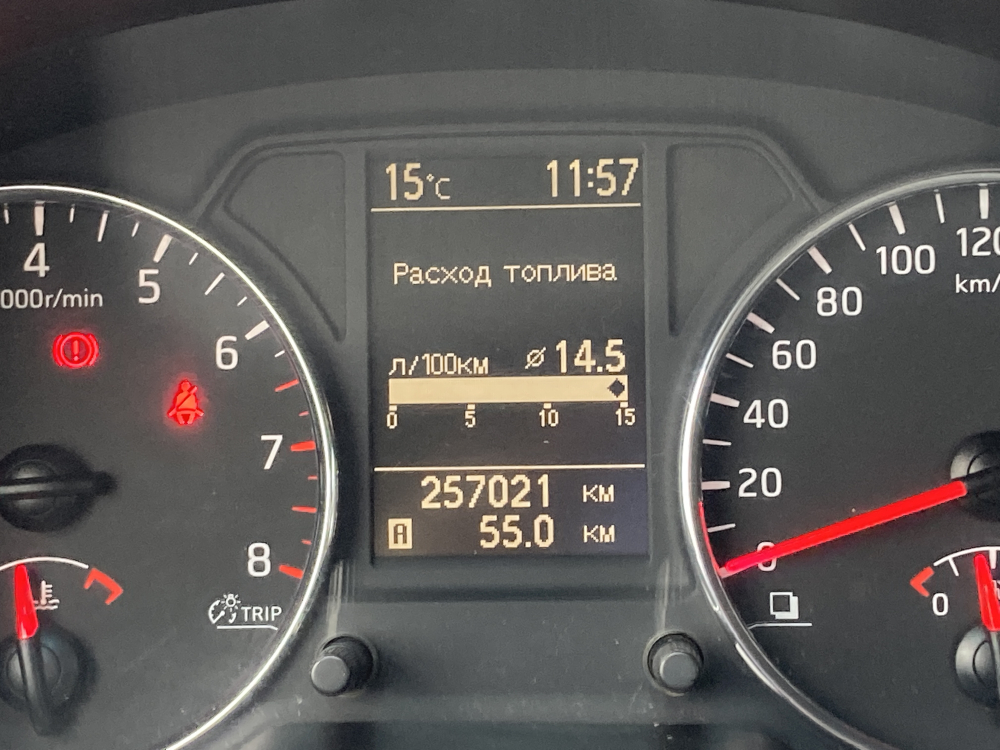 15°C 11:57
Расход топлива
л/100км ⌀ 14.5
0 5 10 15
257021 км
A 55.0 км
4
5
6
7
8
000r/min
TRIP
0
20
40
60
80
100
120
km/
0